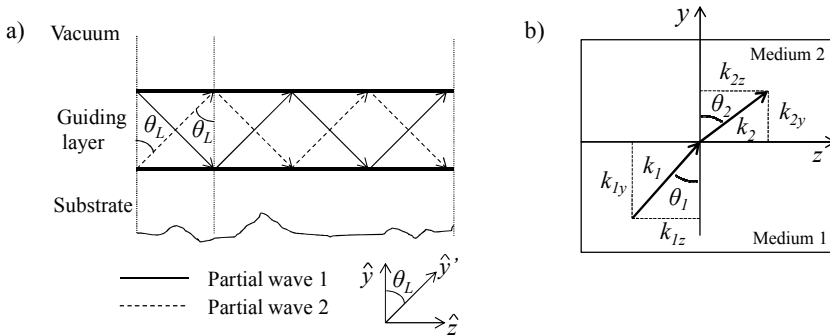 a)
Vacuum
Guiding
layer
θL
θL
Substrate
Partial wave 1
Partial wave 2
ŷ
θL
ŷ'
ẑ
b)
y
Medium 2
k2z
θ2
k2
k2y
z
k1y
k1
θ1
k1z
Medium 1